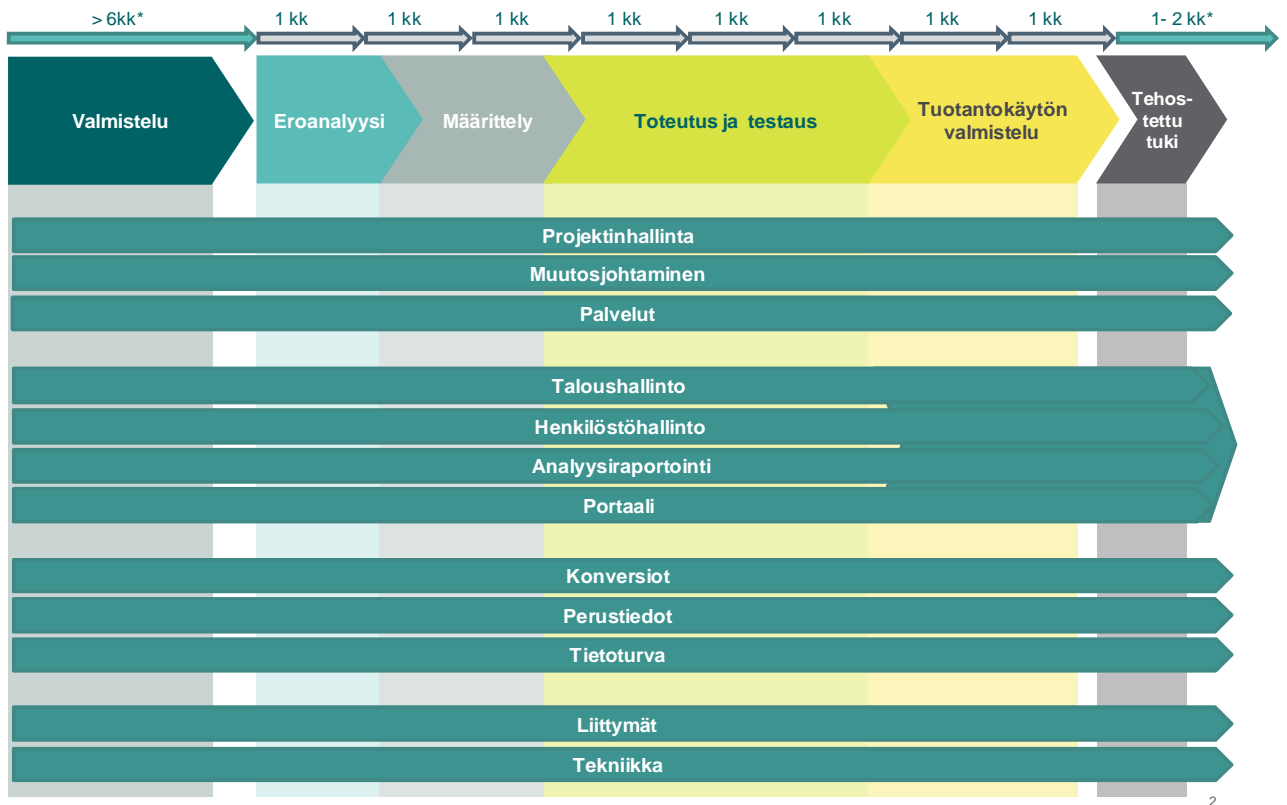 > 6kk* 1 kk 1 kk 1 kk 1 kk 1 kk 1 kk 1 kk 1 kk 1- 2 kk*
Valmistelu
Eroanalyysi
Määrittely
Toteutus ja testaus
Tuotantokäytön
valmistelu
Tehos-
tettu
tuki
Projektinhallinta
Muutosjohtaminen
Palvelut
Taloushallinto
Henkilöstöhallinto
Analyysiraportointi
Portaali
Konversiot
Perustiedot
Tietoturva
Liittymät
Tekniikka
2